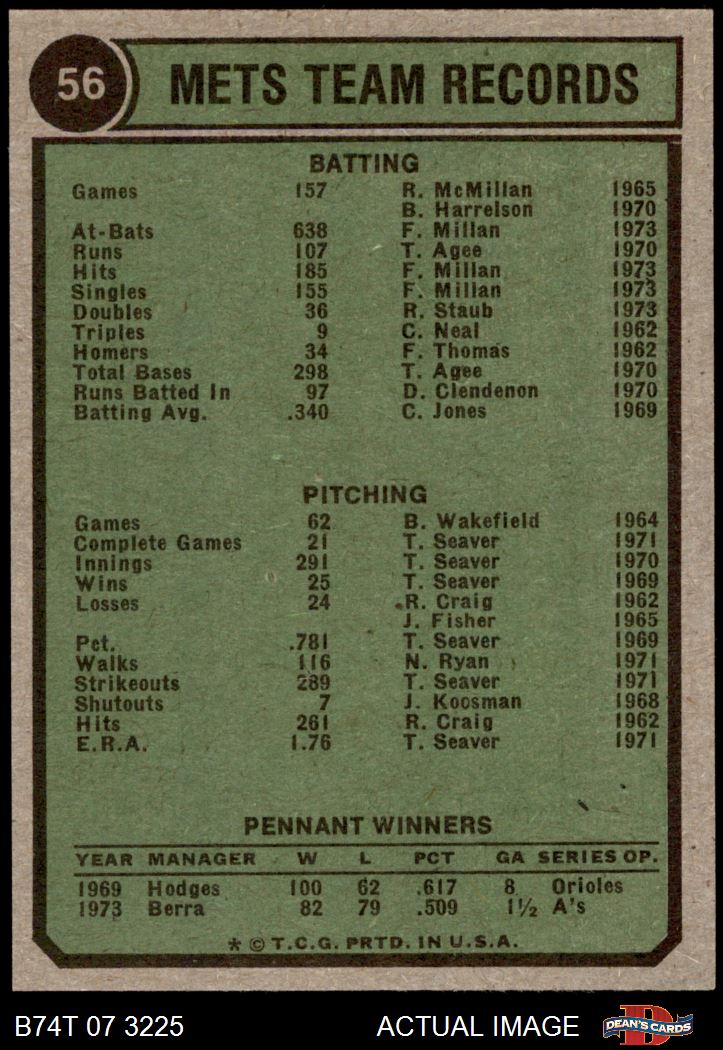 56 METS TEAM RECORDS
BATTING
Games 157 R. McMillan 1965
B. Harrelson 1970
At-Bats 638 F. Millan 1973
Runs 107 T. Agee 1970
Hits 185 F. Millan 1973
Singles 155 F. Millan 1973
Doubles 36 R. Staub 1973
Triples 9 C. Neal 1962
Homers 34 F. Thomas 1962
Total Bases 298 T. Agee 1970
Runs Batted In 97 D. Clendenon 1970
Batting Avg. .340 C. Jones 1969
PITCHING
Games 62 B. Wakefield 1964
Complete Games 21 T. Seaver 1971
Innings 291 T. Seaver 1970
Wins 25 T. Seaver 1969
Losses 24 R. Craig 1962
J. Fisher 1965
Pct. .781 T. Seaver 1969
Walks 116 N. Ryan 1971
Strikeouts 289 T. Seaver 1971
Shutouts 7 J. Koosman 1968
Hits 261 R. Craig 1962
E.R.A. 1.76 T. Seaver 1971
PENNANT WINNERS
YEAR MANAGER W L PCT GA SERIES OP.
1969 Hodges 100 62 .617 8 Orioles
1973 Berra 82 79 .509 1½ A's
* © T.C.G. PRTD. IN U.S.A.
B74T 07 3225 ACTUAL IMAGE D DEAN'S CARDS